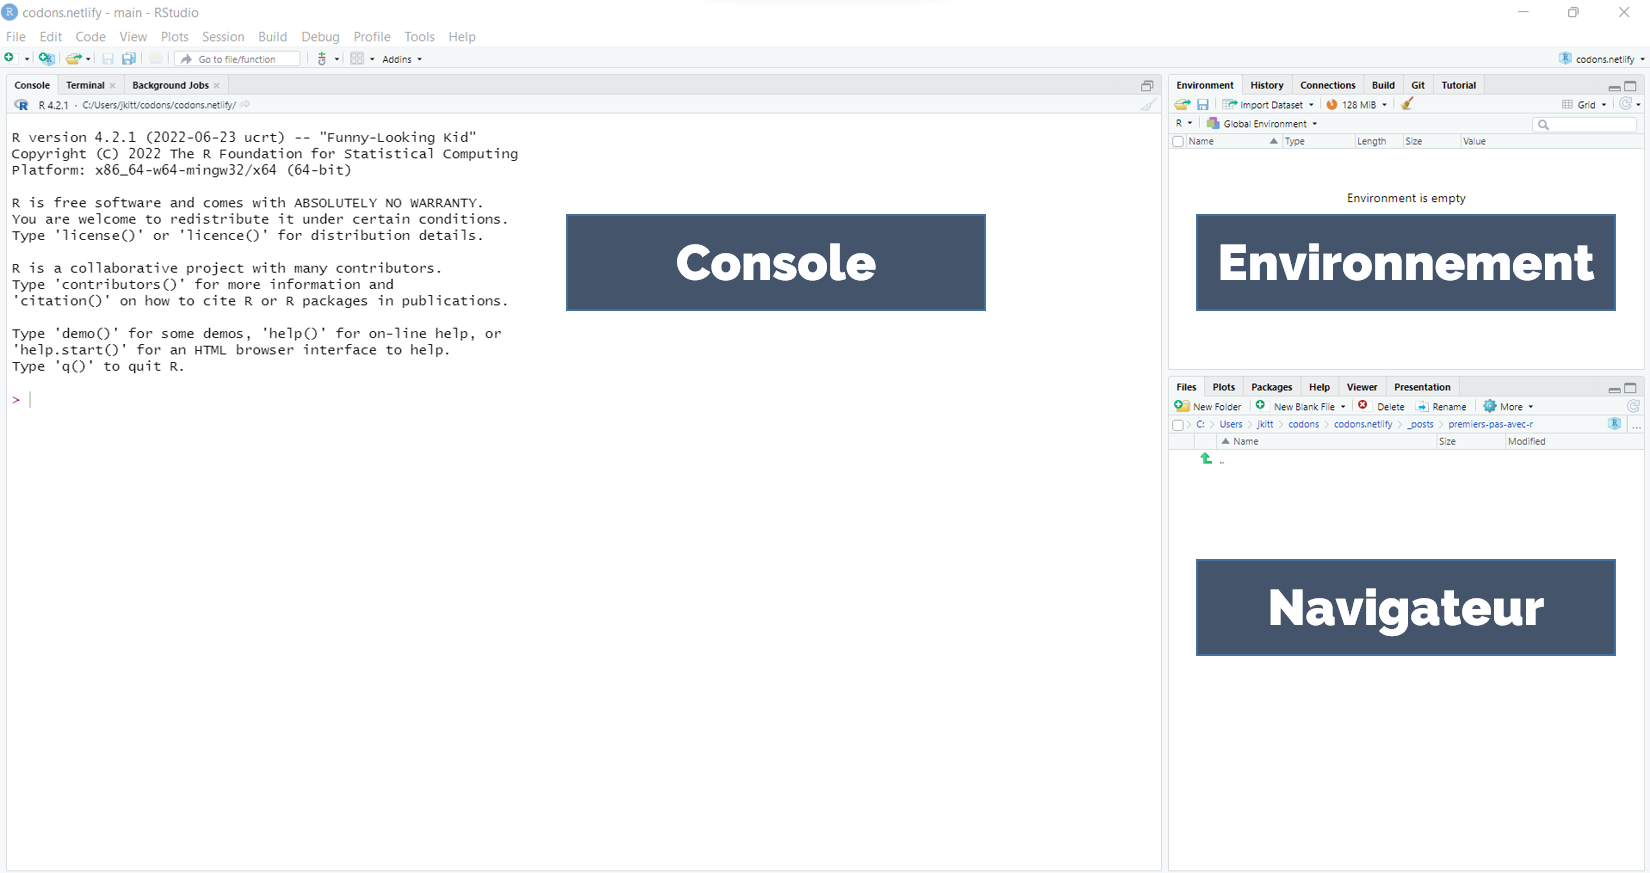 codons.netlify - main - RStudio
File Edit Code View Plots Session Build Debug Profile Tools Help
Go to file/function Addins codons.netlify
Console Terminal Background Jobs
R 4.2.1 · C:/Users/jkitt/codons/codons.netlify/
R version 4.2.1 (2022-06-23 ucrt) -- "Funny-Looking Kid"
Copyright (C) 2022 The R Foundation for Statistical Computing
Platform: x86_64-w64-mingw32/x64 (64-bit)
R is free software and comes with ABSOLUTELY NO WARRANTY.
You are welcome to redistribute it under certain conditions.
Type 'license()' or 'licence()' for distribution details.
R is a collaborative project with many contributors.
Type 'contributors()' for more information and
'citation()' on how to cite R or R packages in publications.
Type 'demo()' for some demos, 'help()' for on-line help, or
'help.start()' for an HTML browser interface to help.
Type 'q()' to quit R.
>
Console
Environment History Connections Build Git Tutorial
Import Dataset 128 MiB Grid
R Global Environment
Name Type Length Size Value
Environment is empty
Environnement
Files Plots Packages Help Viewer Presentation
New Folder New Blank File Delete Rename More
C: > Users > jkitt > codons > codons.netlify > _posts > premiers-pas-avec-r ...
Name Size Modified
..
Navigateur